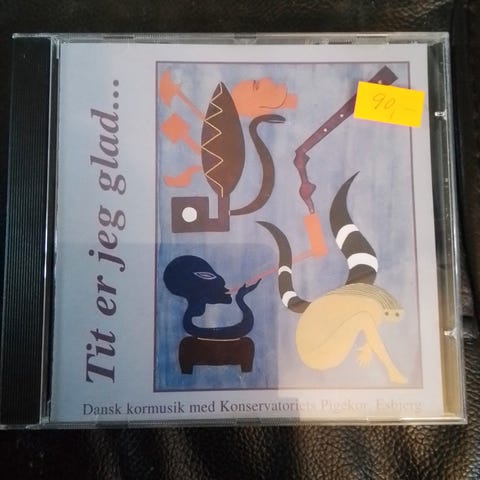 Tit er jeg glad...
90,-
Dansk kormusik med Konservatoriets Pigekor, Esbjerg